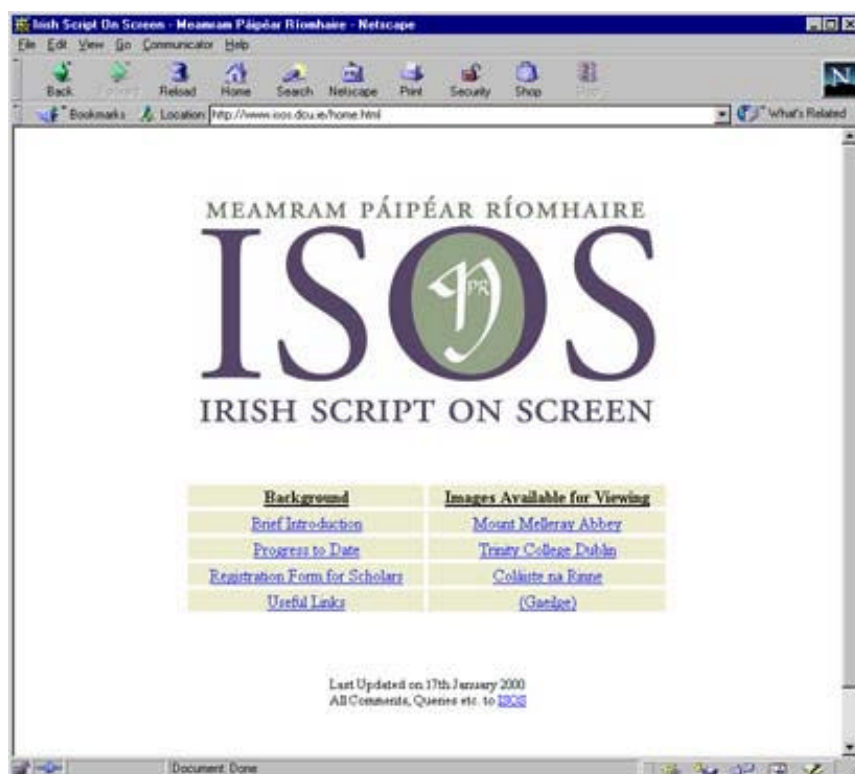 Irish Script On Screen - Meamram Páipéar Ríomhaire - Netscape
File Edit View Go Communicator Help
Back Reload Home Search Netscape Print Security Shop
N
Bookmarks Location: http://www.isos.dcu.ie/home.html What's Related
MEAMRAM PÁIPÉAR RÍOMHAIRE
ISOS
PR
IRISH SCRIPT ON SCREEN
Background Images Available for Viewing
Brief Introduction Mount Melleray Abbey
Progress to Date Trinity College Dublin
Registration Form for Scholars Coláiste na Rinne
Useful Links (Gaeilge)
Last Updated on 17th January 2000
All Comments, Queries etc. to ISOS
Document: Done